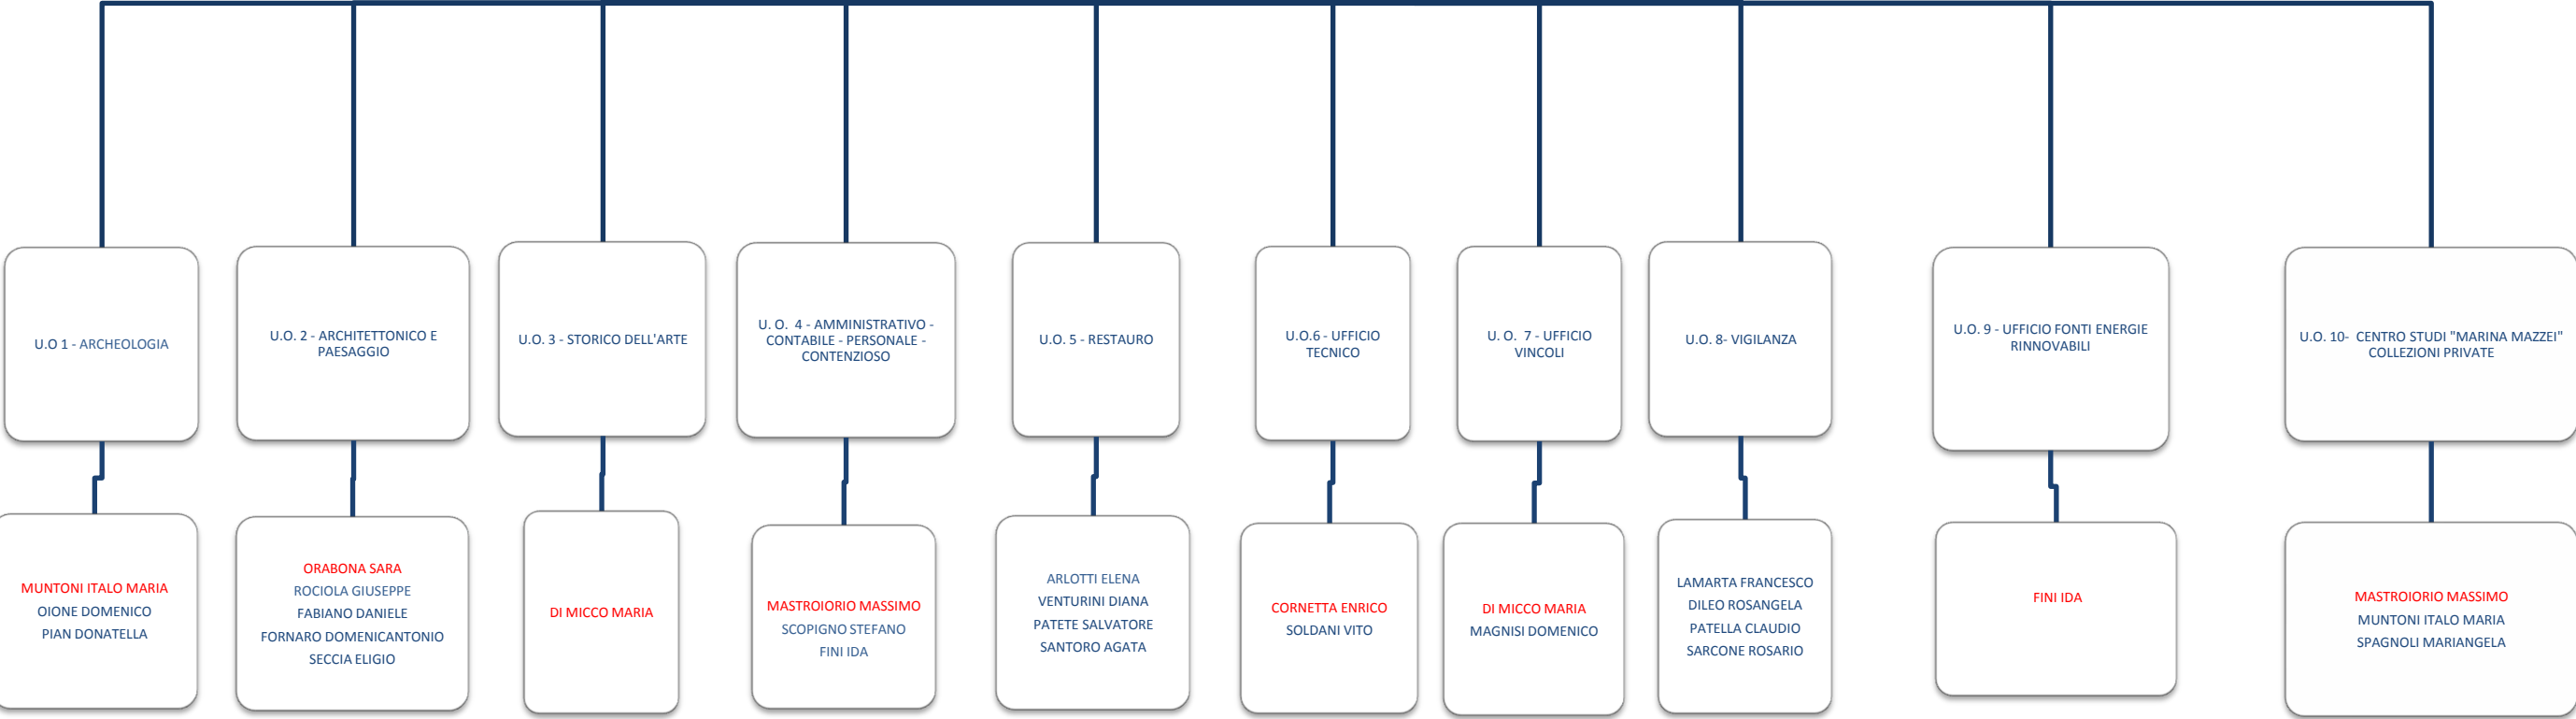 U.O 1 - ARCHEOLOGIA
U.O. 2 - ARCHITETTONICO E
PAESAGGIO
U.O. 3 - STORICO DELL'ARTE
U. O. 4 - AMMINISTRATIVO -
CONTABILE - PERSONALE -
CONTENZIOSO
U.O. 5 - RESTAURO
U.O.6 - UFFICIO
TECNICO
U. O. 7 - UFFICIO
VINCOLI
U.O. 8- VIGILANZA
U.O. 9 - UFFICIO FONTI ENERGIE
RINNOVABILI
U.O. 10- CENTRO STUDI "MARINA MAZZEI"
COLLEZIONI PRIVATE
MUNTONI ITALO MARIA
OIONE DOMENICO
PIAN DONATELLA
ORABONA SARA
ROCIOLA GIUSEPPE
FABIANO DANIELE
FORNARO DOMENICANTONIO
SECCIA ELIGIO
DI MICCO MARIA
MASTROIORIO MASSIMO
SCOPIGNO STEFANO
FINI IDA
ARLOTTI ELENA
VENTURINI DIANA
PATETE SALVATORE
SANTORO AGATA
CORNETTA ENRICO
SOLDANI VITO
DI MICCO MARIA
MAGNISI DOMENICO
LAMARTA FRANCESCO
DILEO ROSANGELA
PATELLA CLAUDIO
SARCONE ROSARIO
FINI IDA
MASTROIORIO MASSIMO
MUNTONI ITALO MARIA
SPAGNOLI MARIANGELA